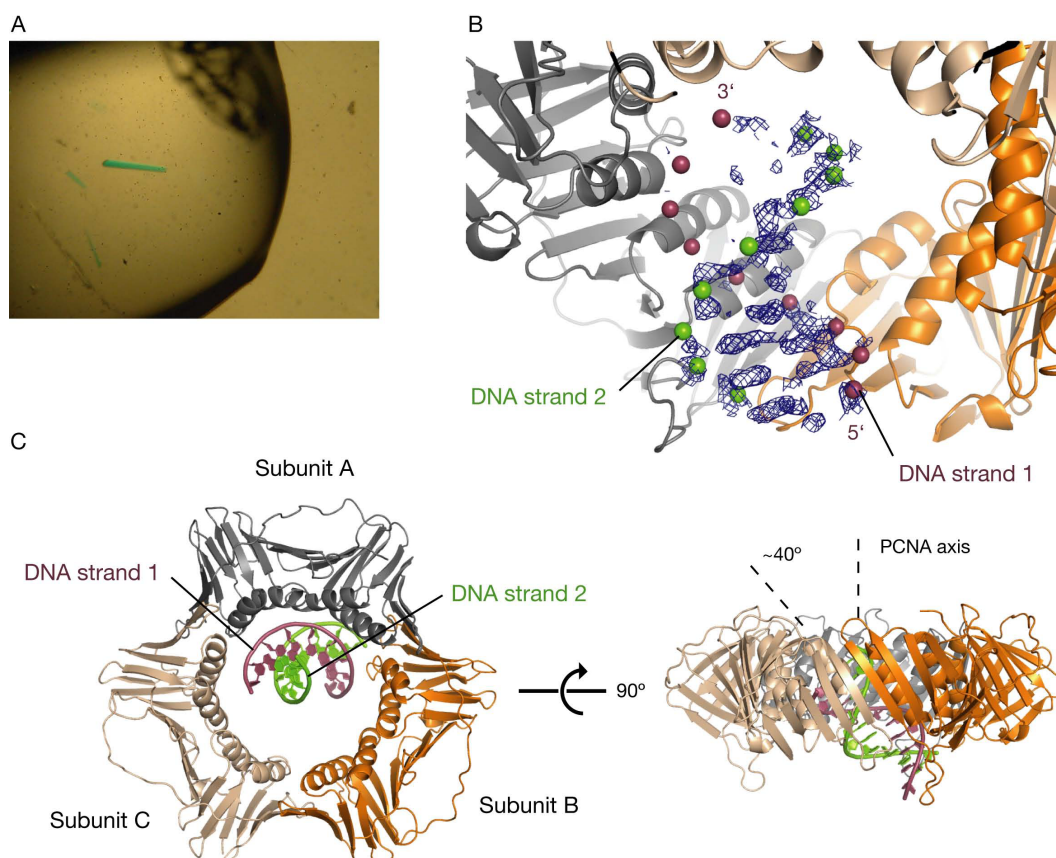 A
B
3‘
DNA strand 2
5‘
DNA strand 1
C
Subunit A
DNA strand 1
DNA strand 2
Subunit C
Subunit B
90º
~40º
PCNA axis